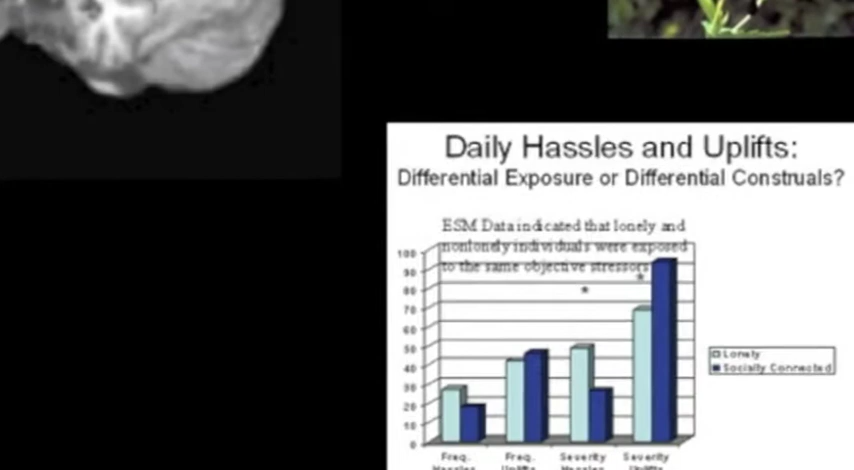 Daily Hassles and Uplifts:
Differential Exposure or Differential Construals?
ESM Data indicated that lonely and
nonlonely individuals were exposed
to the same objective stressors
*
*
100
90
80
70
60
50
40
30
20
10
0
Lonely
Socially Connected
Freq. Freq. Severity Severity
Hassles Uplifts Hassles Uplifts